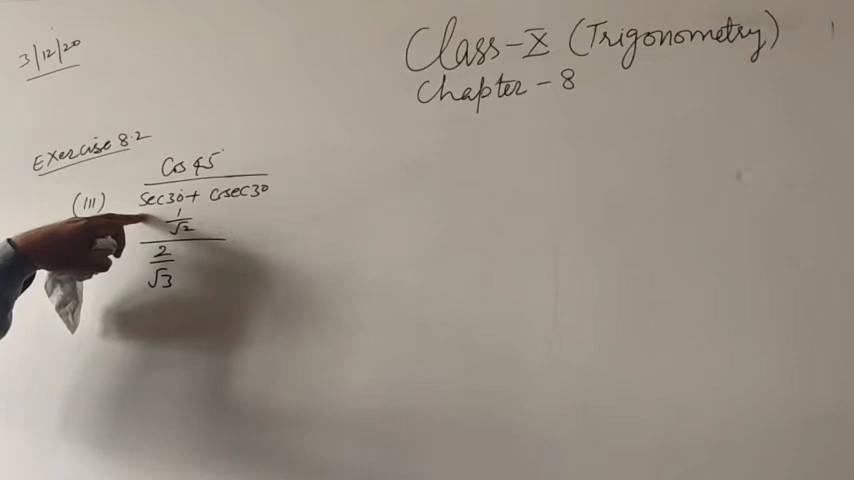 3/12/20
Class-X (Trigonometry)
Chapter-8
Exercise 8.2
(III) Cos 45°
Sec30°+ Cosec30
1
√2
2
√3